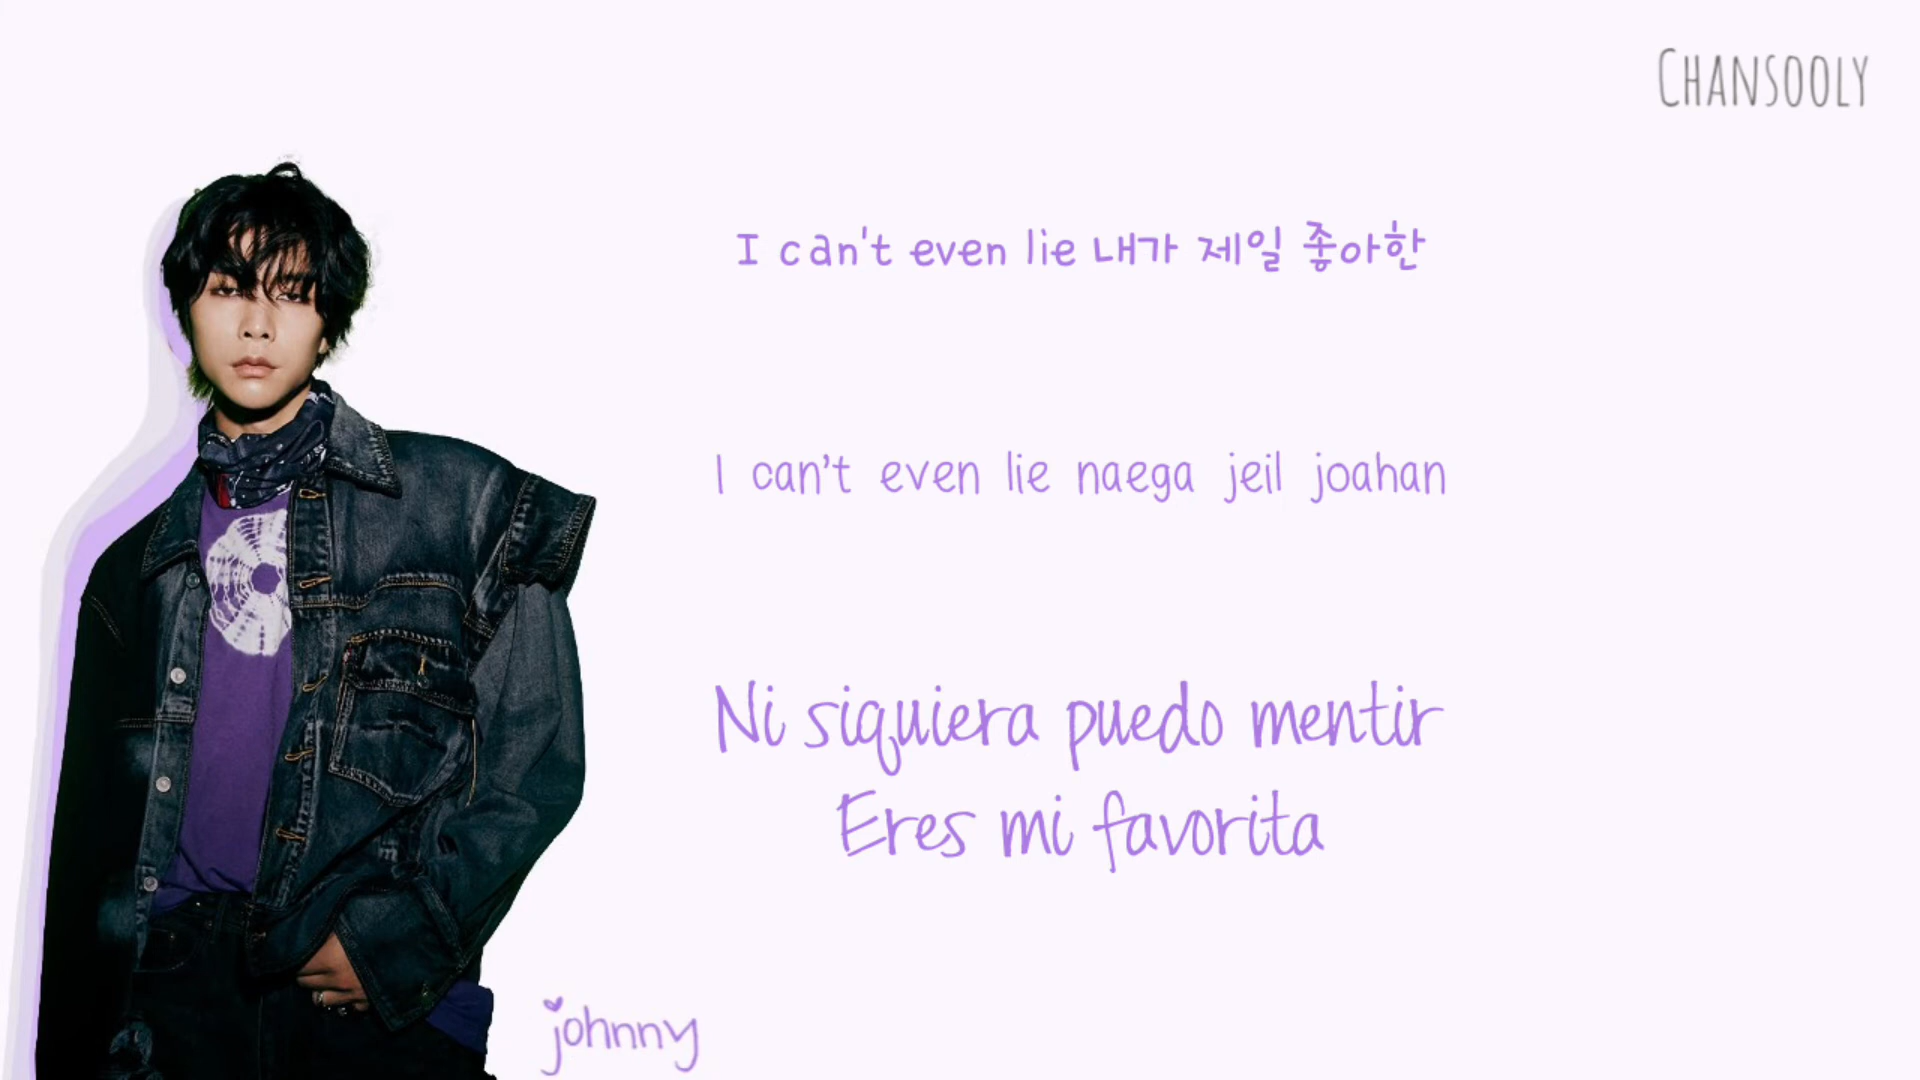 CHANSOOLY
I can't even lie 내가 제일 좋아한
I can't even lie naega jeil joahan
Ni siquiera puedo mentir
Eres mi favorita
johnny